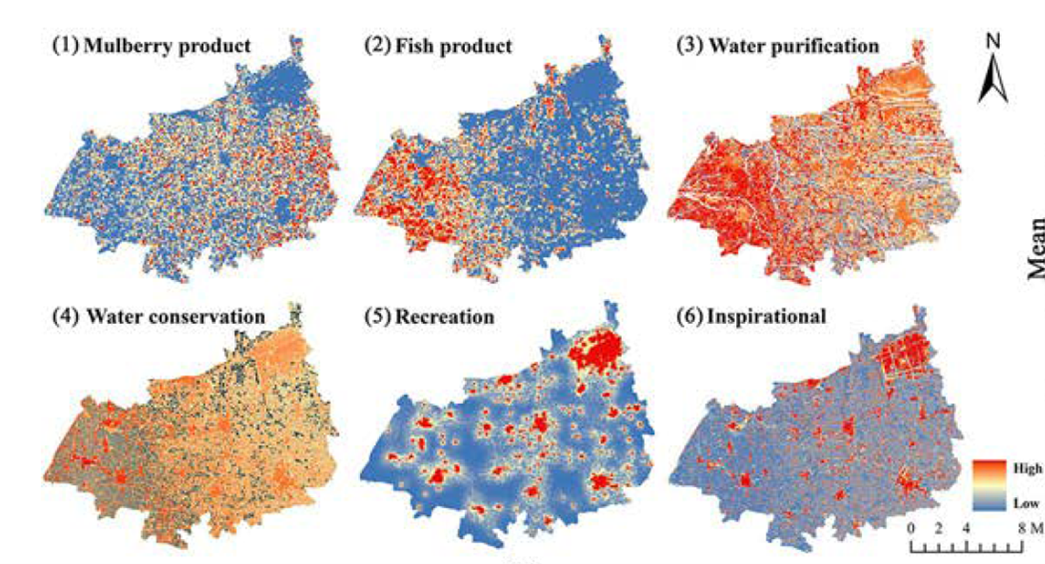 (1) Mulberry product
(2) Fish product
(3) Water purification
N
Mean
(4) Water conservation
(5) Recreation
(6) Inspirational
High
Low
0 2 4 8 M